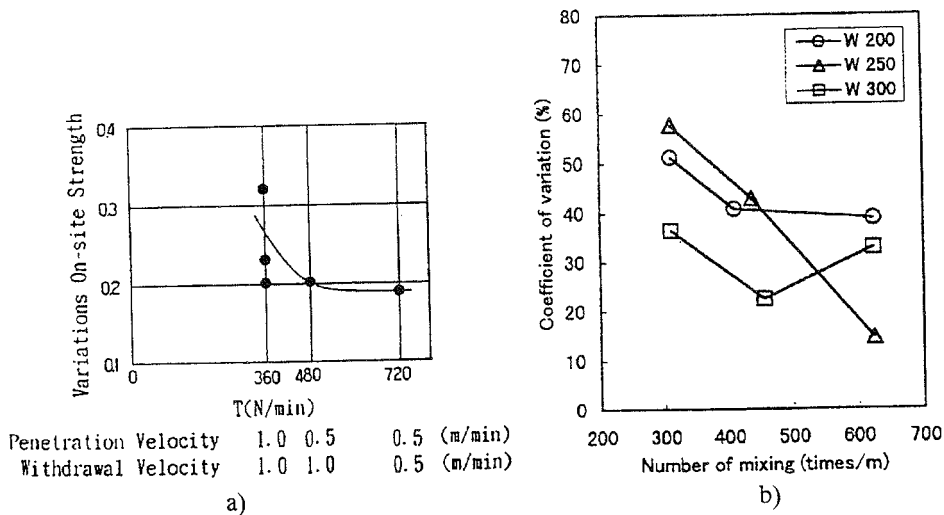 0.4
0.3
0.2
0.1
Variations On-site Strength
0 360 480 720
T(N/min)
Penetration Velocity 1.0 0.5 0.5 (m/min)
Withdrawal Velocity 1.0 1.0 0.5 (m/min)
a)
80
70
60
50
40
30
20
10
0
Coefficient of variation (%)
W 200
W 250
W 300
200 300 400 500 600 700
Number of mixing (times/m)
b)